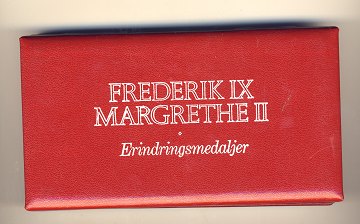 FREDERIK IX
MARGRETHE II
Erindringsmedaljer